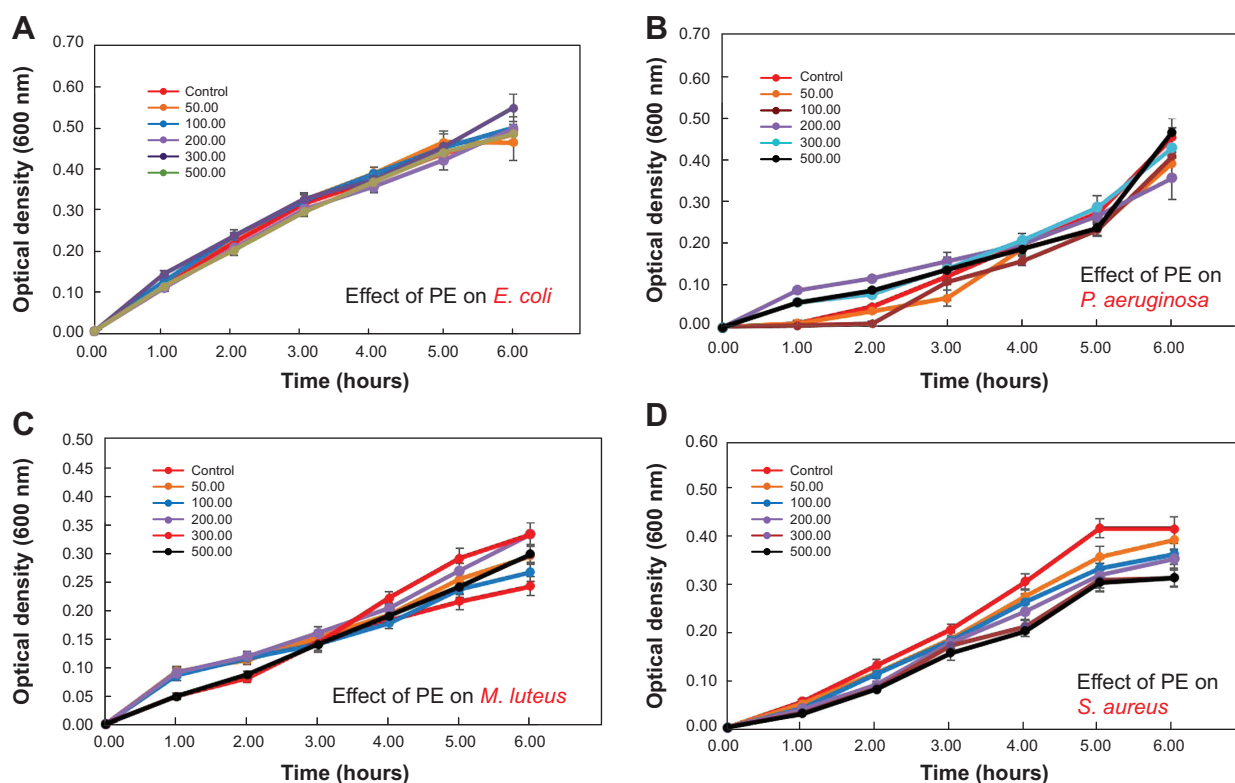 A
Optical density (600 nm)
0.70
0.60
0.50
0.40
0.30
0.20
0.10
0.00
Control
50.00
100.00
200.00
300.00
500.00
Effect of PE on E. coli
0.00 1.00 2.00 3.00 4.00 5.00 6.00
Time (hours)
B
Optical density (600 nm)
0.70
0.60
0.50
0.40
0.30
0.20
0.10
0.00
Control
50.00
100.00
200.00
300.00
500.00
Effect of PE on
P. aeruginosa
0.00 1.00 2.00 3.00 4.00 5.00 6.00
Time (hours)
C
Optical density (600 nm)
0.50
0.45
0.40
0.35
0.30
0.25
0.20
0.15
0.10
0.05
0.00
Control
50.00
100.00
200.00
300.00
500.00
Effect of PE on M. luteus
0.00 1.00 2.00 3.00 4.00 5.00 6.00
Time (hours)
D
Optical density (600 nm)
0.60
0.50
0.40
0.30
0.20
0.10
0.00
Control
50.00
100.00
200.00
300.00
500.00
Effect of PE on
S. aureus
0.00 1.00 2.00 3.00 4.00 5.00 6.00
Time (hours)